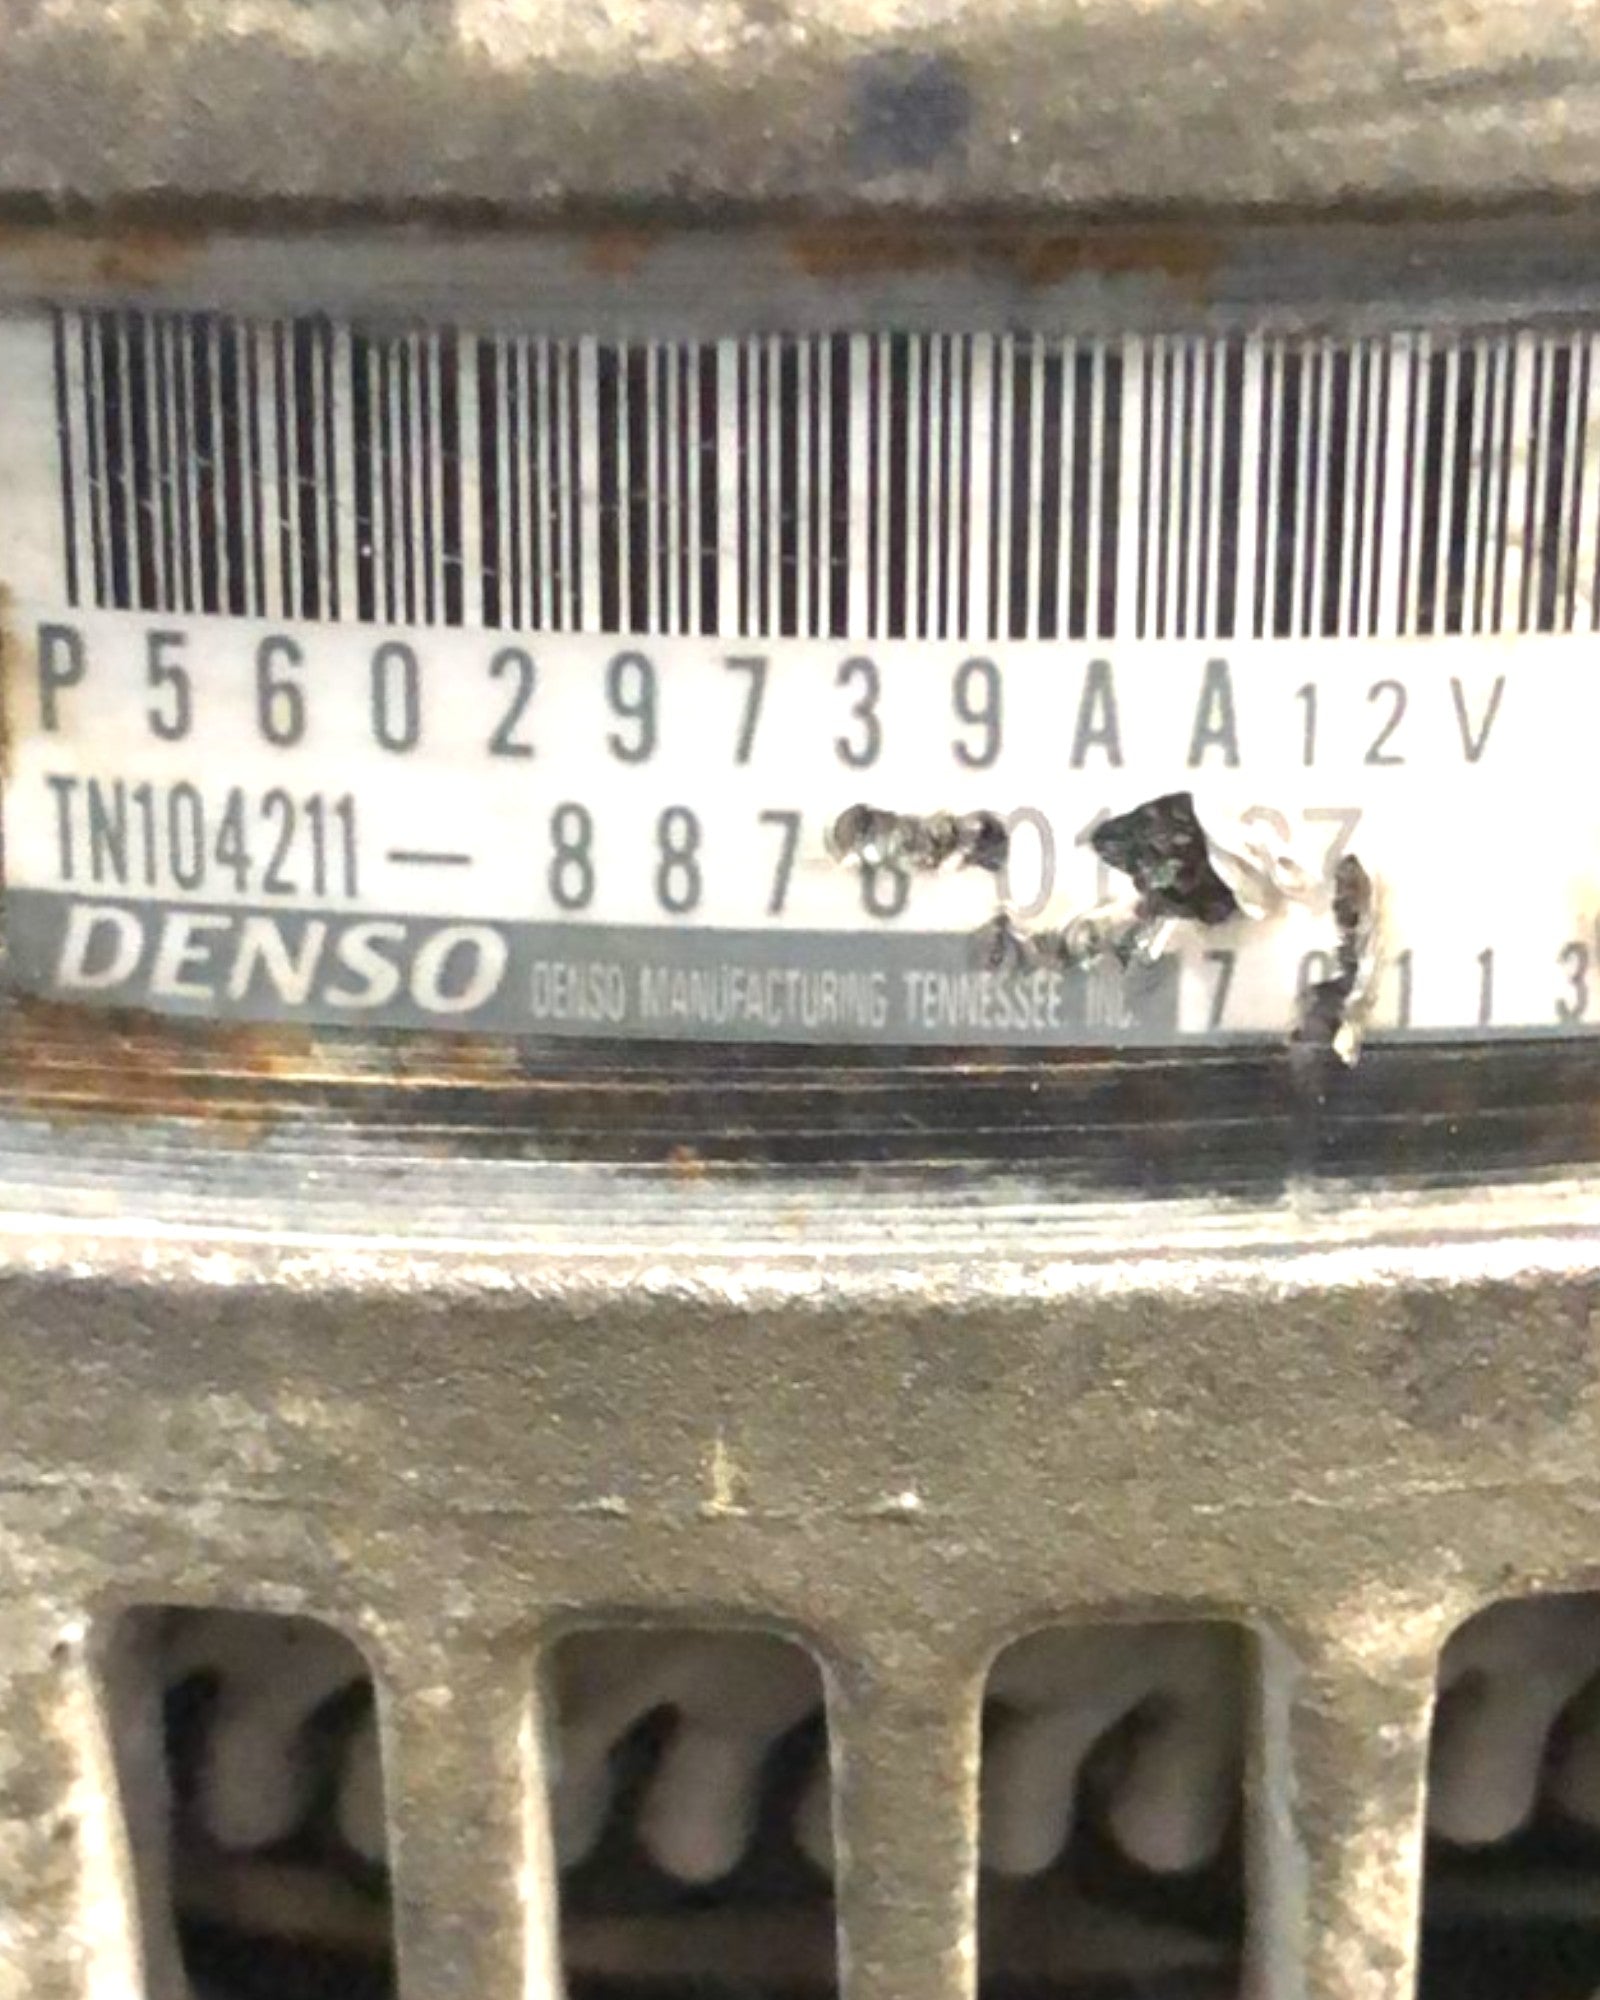 P56029739AA 12V
TN104211-887
DENSO DENSO MANUFACTURING TENNESSEE, INC.